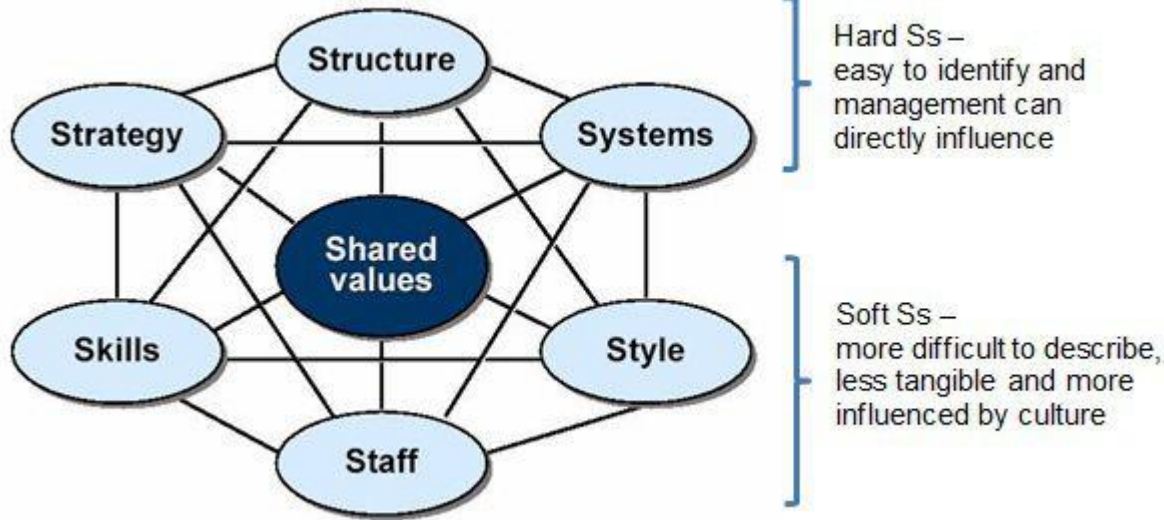 Structure
Strategy
Systems
Shared
values
Skills
Style
Staff
Hard Ss –
easy to identify and
management can
directly influence
Soft Ss –
more difficult to describe,
less tangible and more
influenced by culture